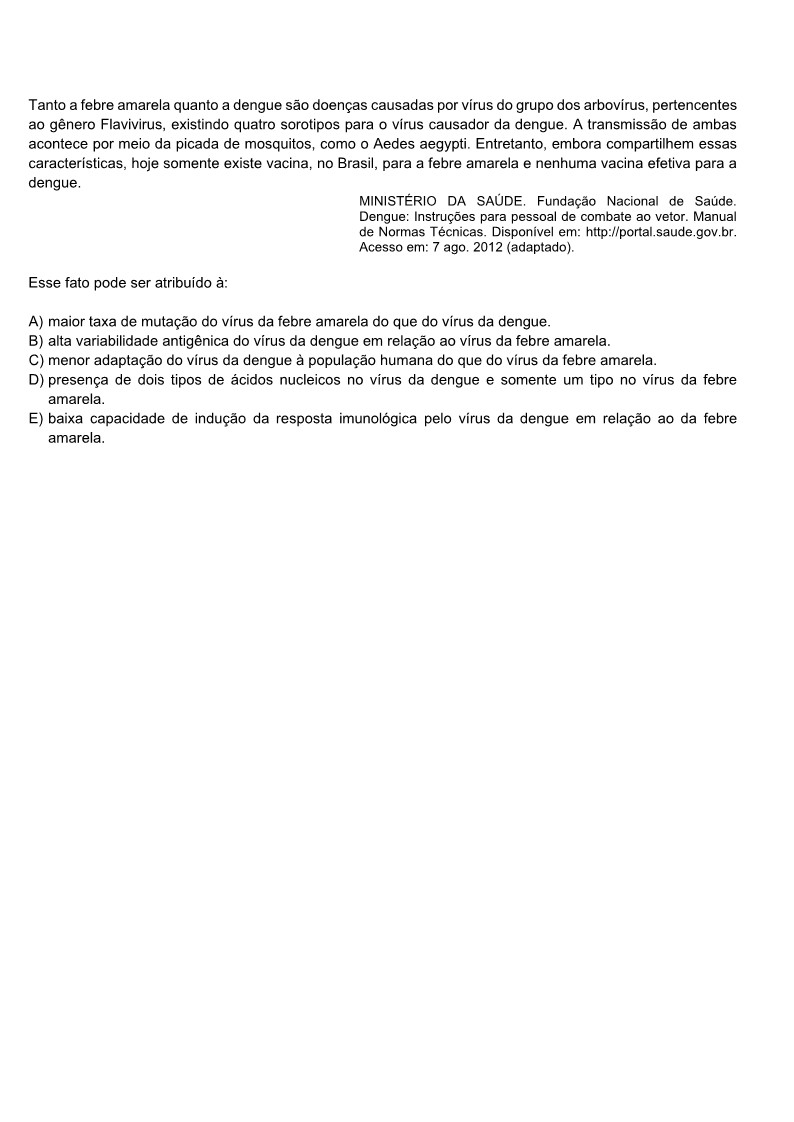 Tanto a febre amarela quanto a dengue são doenças causadas por vírus do grupo dos arbovírus, pertencentes
ao gênero Flavivirus, existindo quatro sorotipos para o vírus causador da dengue. A transmissão de ambas
acontece por meio da picada de mosquitos, como o Aedes aegypti. Entretanto, embora compartilhem essas
características, hoje somente existe vacina, no Brasil, para a febre amarela e nenhuma vacina efetiva para a
dengue.
MINISTÉRIO DA SAÚDE. Fundação Nacional de Saúde.
Dengue: Instruções para pessoal de combate ao vetor. Manual
de Normas Técnicas. Disponível em: http://portal.saude.gov.br.
Acesso em: 7 ago. 2012 (adaptado).
Esse fato pode ser atribuído à:
A) maior taxa de mutação do vírus da febre amarela do que do vírus da dengue.
B) alta variabilidade antigênica do vírus da dengue em relação ao vírus da febre amarela.
C) menor adaptação do vírus da dengue à população humana do que do vírus da febre amarela.
D) presença de dois tipos de ácidos nucleicos no vírus da dengue e somente um tipo no vírus da febre
amarela.
E) baixa capacidade de indução da resposta imunológica pelo vírus da dengue em relação ao da febre
amarela.